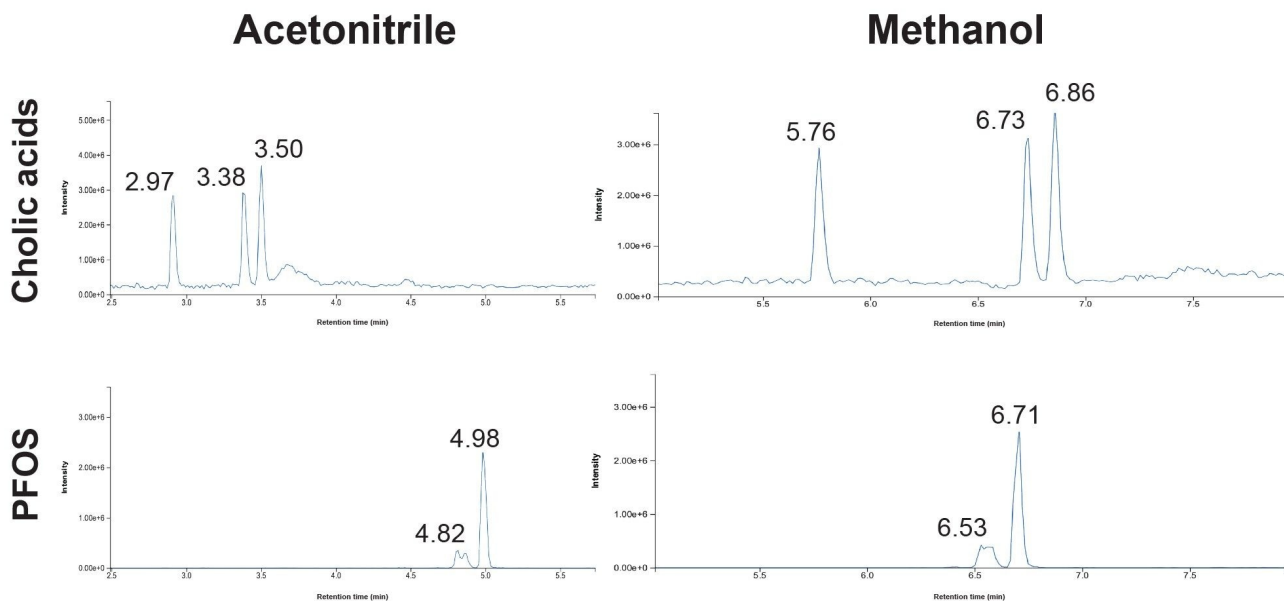 Acetonitrile
Methanol
Cholic acids
5.00e+6
4.00e+6
3.00e+6
2.00e+6
1.00e+6
0.00e+0
Intensity
2.97
3.38
3.50
2.5
3.0
3.5
4.0
4.5
5.0
5.5
Retention time (min)
3.00e+6
2.00e+6
1.00e+6
0.00e+0
Intensity
5.76
6.73
6.86
5.5
6.0
6.5
7.0
7.5
Retention time (min)
PFOS
3.00e+6
2.00e+6
1.00e+6
0.00e+0
Intensity
4.82
4.98
2.5
3.0
3.5
4.0
4.5
5.0
5.5
Retention time (min)
3.00e+6
2.00e+6
1.00e+6
0.00e+0
Intensity
6.53
6.71
5.5
6.0
6.5
7.0
7.5
Retention time (min)